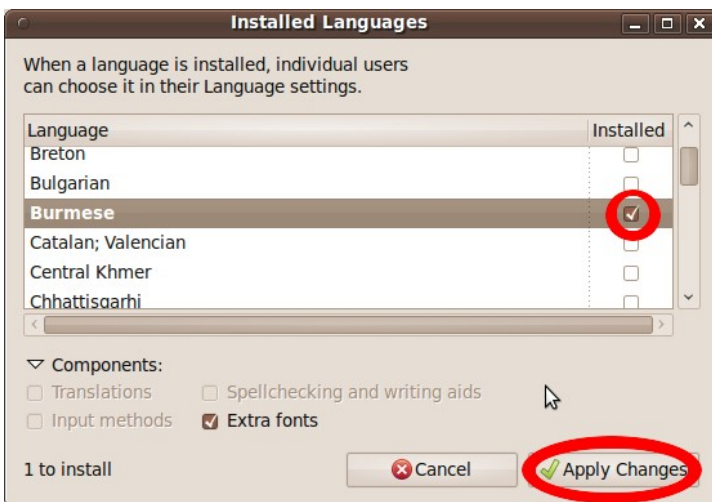 Installed Languages
When a language is installed, individual users
can choose it in their Language settings.
Language Installed
Breton
Bulgarian
Burmese
Catalan; Valencian
Central Khmer
Chhattisgarhi
Components:
Translations Spellchecking and writing aids
Input methods Extra fonts
1 to install Cancel Apply Changes